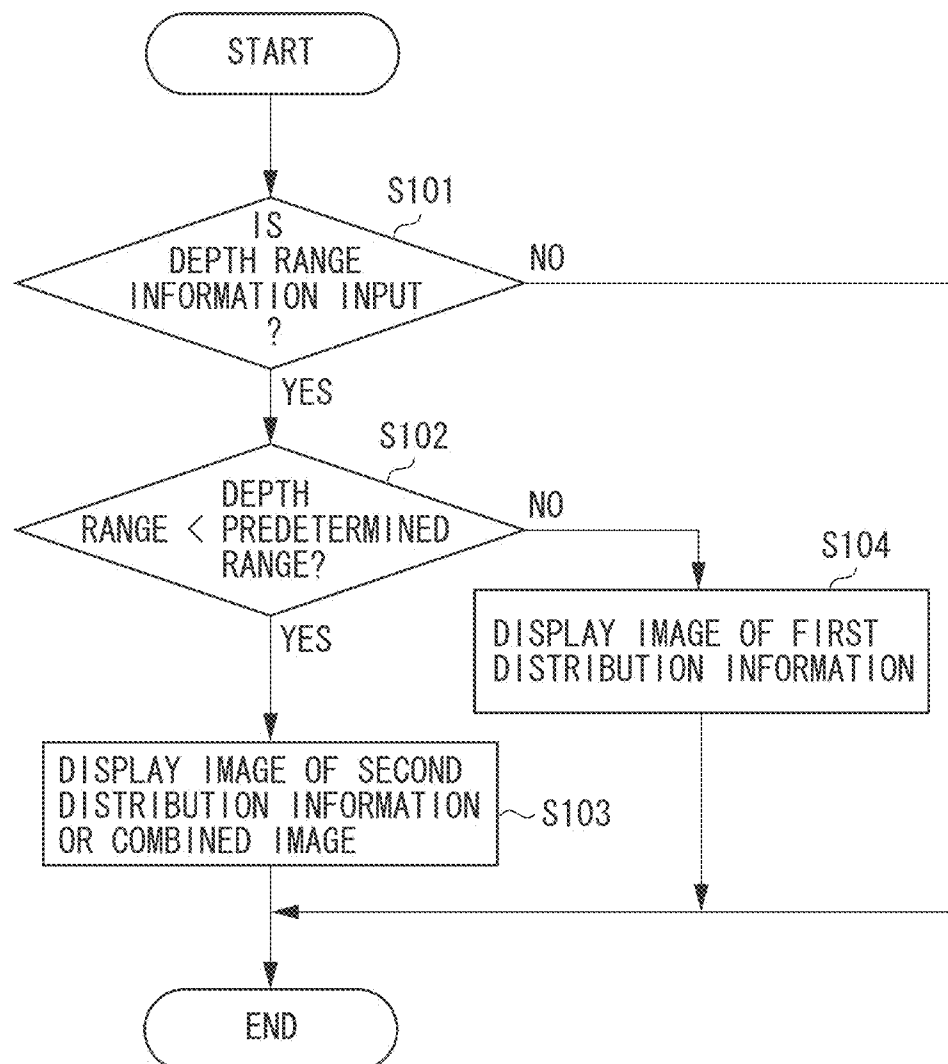 START
S101
IS
DEPTH RANGE
INFORMATION INPUT
?
NO
YES
S102
DEPTH
RANGE < PREDETERMINED
RANGE?
NO
YES
S104
DISPLAY IMAGE OF FIRST
DISTRIBUTION INFORMATION
DISPLAY IMAGE OF SECOND
DISTRIBUTION INFORMATION
OR COMBINED IMAGE
S103
END